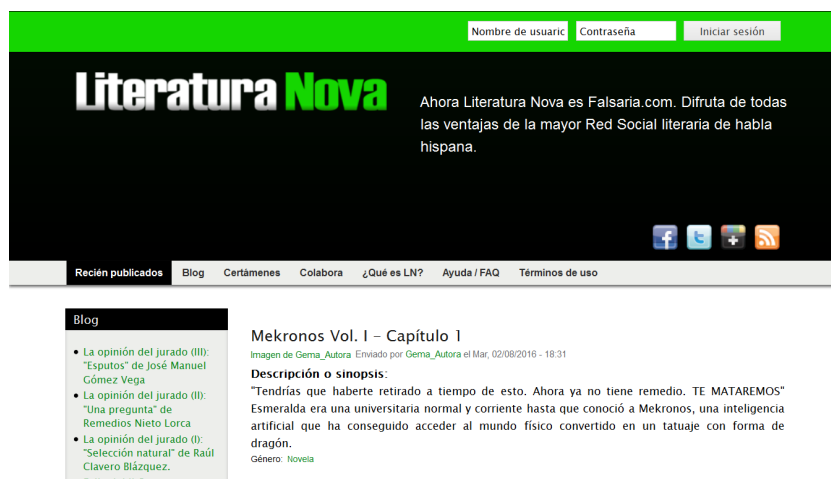 Nombre de usuaric
Contraseña
Iniciar sesión
Literatura Nova
Ahora Literatura Nova es Falsaria.com. Difruta de todas
las ventajas de la mayor Red Social literaria de habla
hispana.
Recién publicados
Blog
Certámenes
Colabora
¿Qué es LN?
Ayuda / FAQ
Términos de uso
Blog
La opinión del jurado (III):
"Esputos" de José Manuel
Gómez Vega
La opinión del jurado (II):
"Una pregunta" de
Remedios Nieto Lorca
La opinión del jurado (I):
"Selección natural" de Raúl
Clavero Blázquez.
Mekronos Vol. I – Capítulo 1
Imagen de Gema_Autora Enviado por Gema_Autora el Mar, 02/08/2016 - 18:31
Descripción o sinopsis:
"Tendrías que haberte retirado a tiempo de esto. Ahora ya no tiene remedio. TE MATAREMOS"
Esmeralda era una universitaria normal y corriente hasta que conoció a Mekronos, una inteligencia
artificial que ha conseguido acceder al mundo físico convertido en un tatuaje con forma de
dragón.
Género: Novela